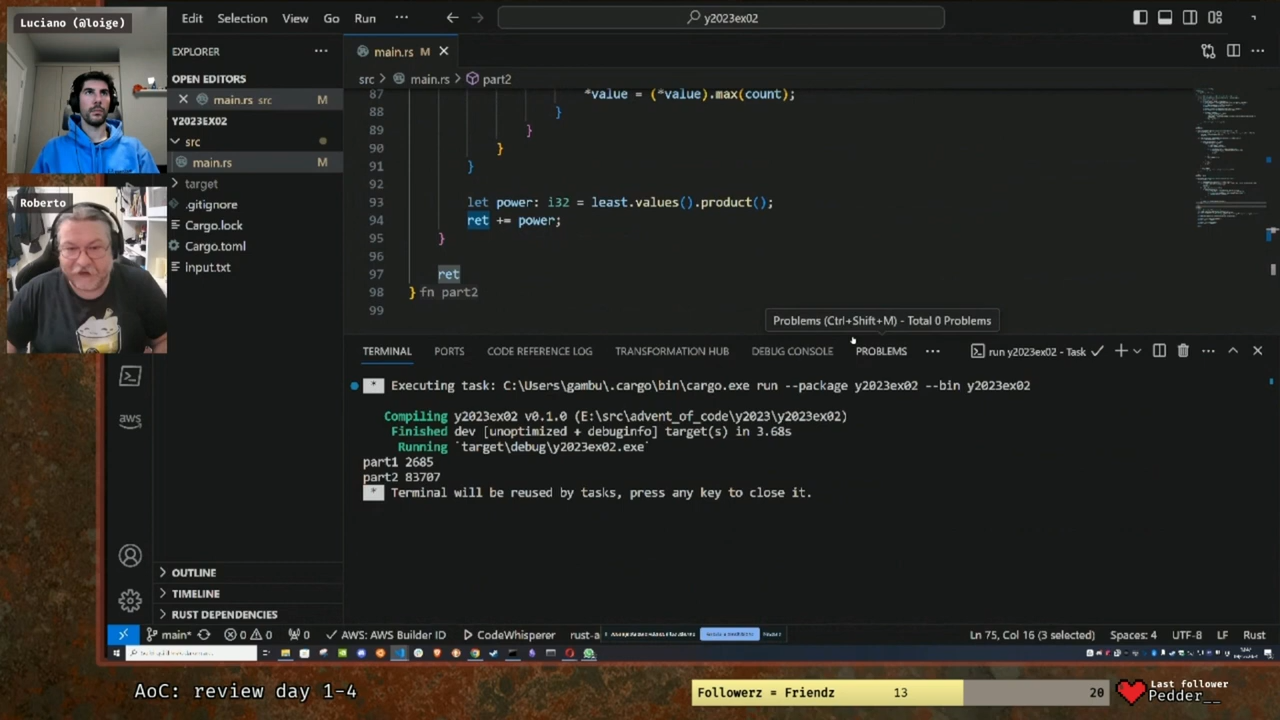 Luciano (@loige)
Edit Selection View Go Run ··· y2023ex02
EXPLORER ···
main.rs M
OPEN EDITORS
src > main.rs > part2
main.rs src M
Y2023EX02
src
main.rs M
target
.gitignore
Cargo.lock
Cargo.toml
input.txt
Roberto
87 *value = (*value).max(count);
88 }
89 }
90 }
91 }
92
93 let power: i32 = least.values().product();
94 ret += power;
95 }
96
97 ret
98 } fn part2
99
Problems (Ctrl+Shift+M) - Total 0 Problems
TERMINAL PORTS CODE REFERENCE LOG TRANSFORMATION HUB DEBUG CONSOLE PROBLEMS ··· run y2023ex02 - Task
* Executing task: C:\Users\gambu\.cargo\bin\cargo.exe run --package y2023ex02 --bin y2023ex02
Compiling y2023ex02 v0.1.0 (E:\src\advent_of_code\y2023\y2023ex02)
Finished dev [unoptimized + debuginfo] target(s) in 3.68s
Running `target\debug\y2023ex02.exe`
part1 2685
part2 83707
* Terminal will be reused by tasks, press any key to close it.
aws
OUTLINE
TIMELINE
RUST DEPENDENCIES
main* 0 0 0 AWS: AWS Builder ID CodeWhisperer rust-a Ln 75, Col 16 (3 selected) Spaces: 4 UTF-8 LF Rust
AoC: review day 1-4
Followerz = Friendz 13 20
Last follower
Pedder__